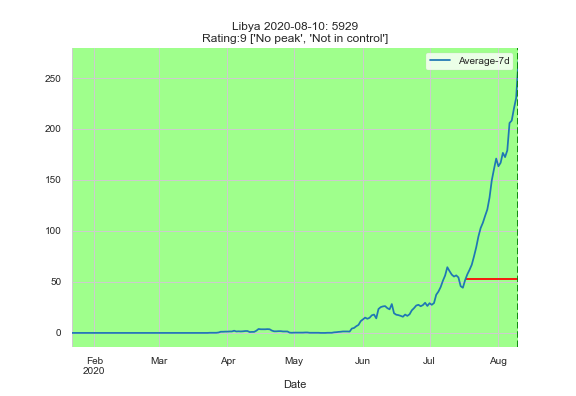 Libya 2020-08-10: 5929
Rating:9 ['No peak', 'Not in control']
Average-7d
250
200
150
100
50
0
Feb
2020
Mar
Apr
May
Jun
Jul
Aug
Date